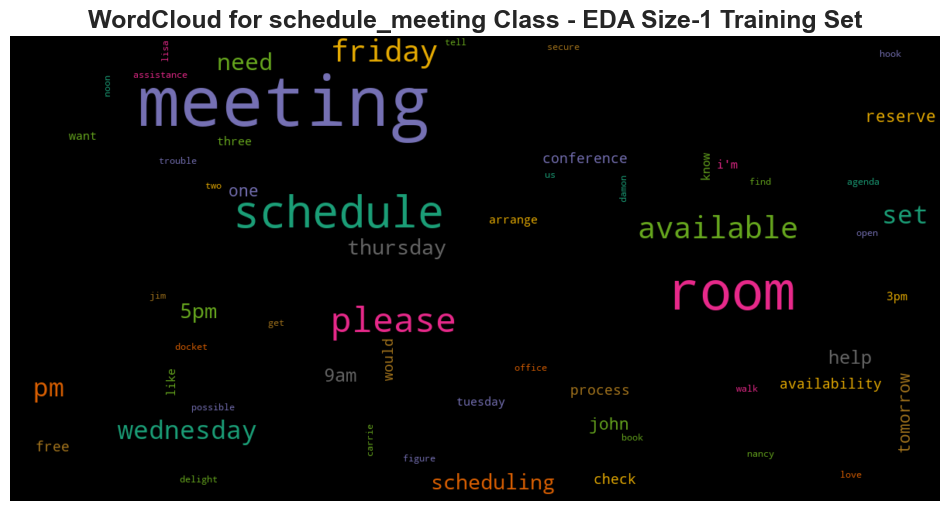 WordCloud for schedule_meeting Class - EDA Size-1 Training Set
lisa
tell
secure
hook
friday
need
assistance
noon
meeting
reserve
want
three
trouble
conference
know
i'm
us
find
agenda
two
one
damon
schedule
arrange
available
set
open
thursday
room
jim
5pm
get
please
3pm
docket
would
help
9am
like
office
process
walk
availability
tomorrow
pm
possible
tuesday
wednesday
john
book
free
carrie
figure
nancy
delight
scheduling
check
love